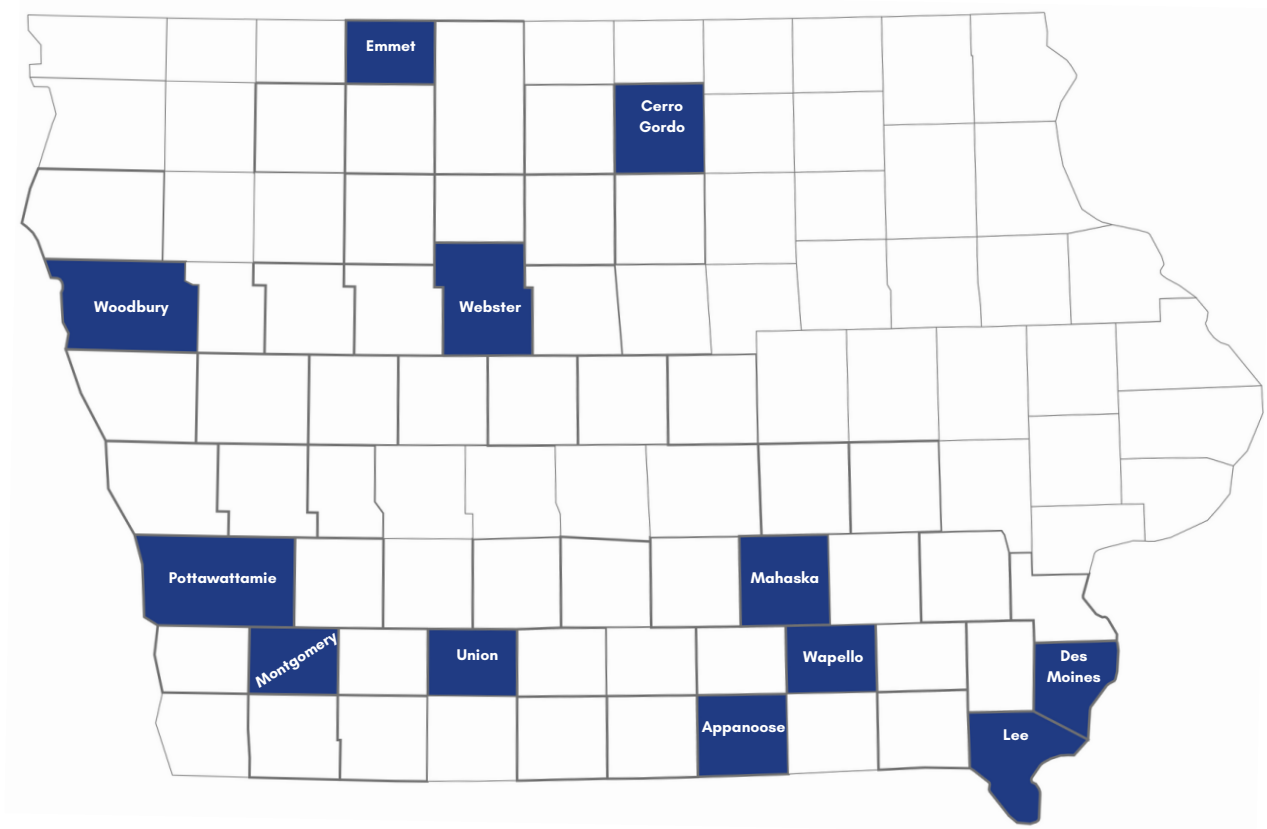 Emmet
Cerro
Gordo
Woodbury
Webster
Pottawattamie
Mahaska
Montgomery
Union
Wapello
Des
Moines
Appanoose
Lee